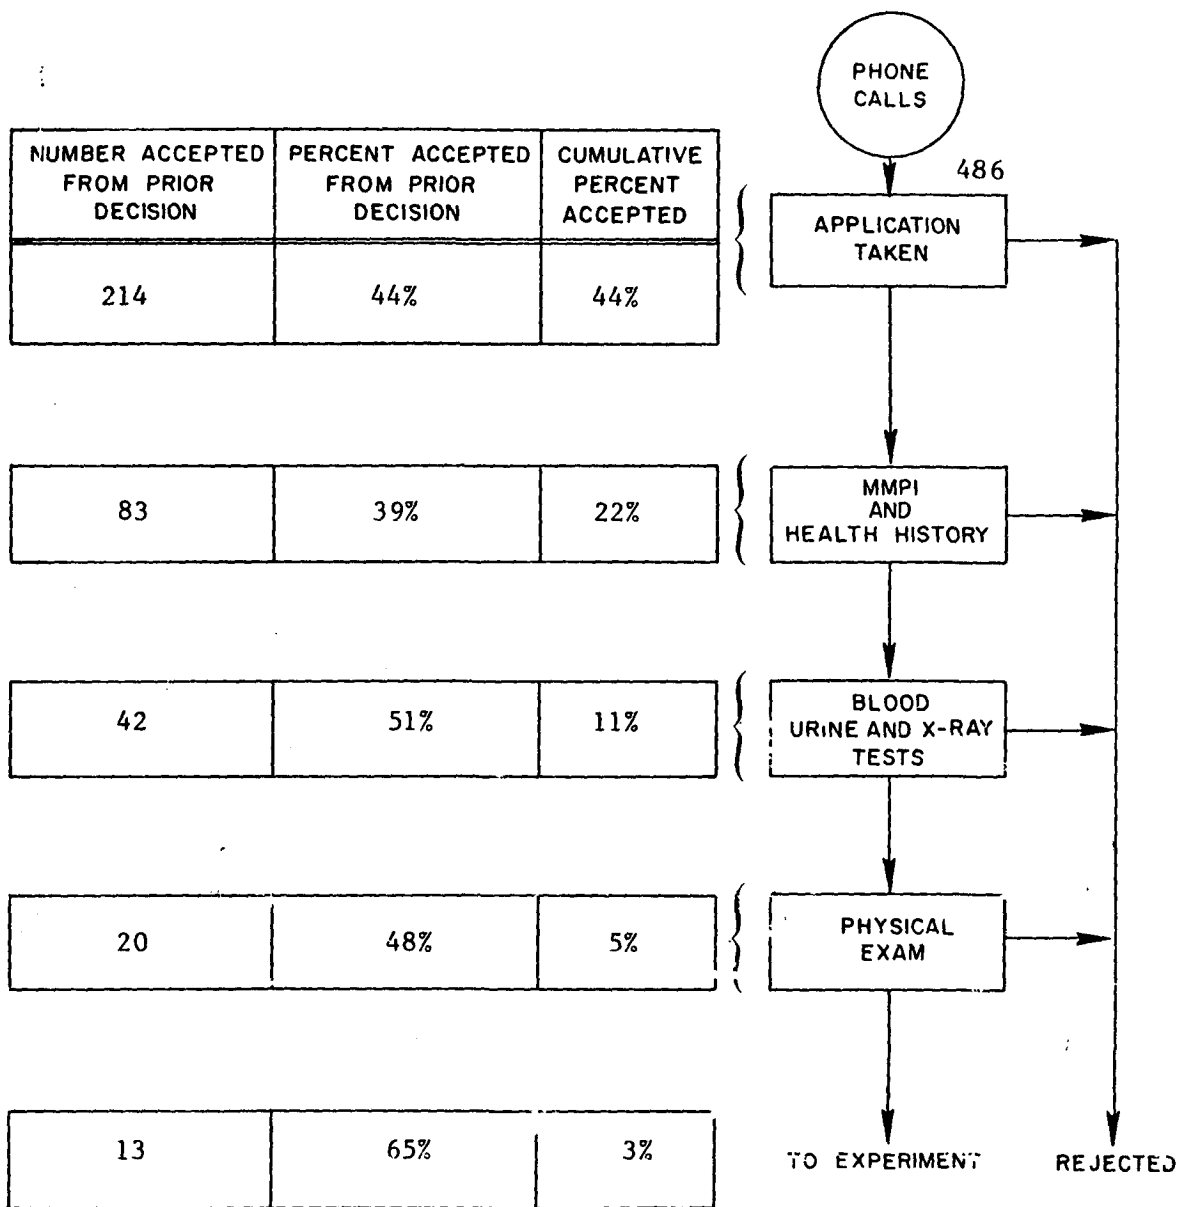 PHONE
CALLS
486
NUMBER ACCEPTED
FROM PRIOR
DECISION
PERCENT ACCEPTED
FROM PRIOR
DECISION
CUMULATIVE
PERCENT
ACCEPTED
APPLICATION
TAKEN
214
44%
44%
83
39%
22%
MMPI
AND
HEALTH HISTORY
42
51%
11%
BLOOD
URINE AND X-RAY
TESTS
20
48%
5%
PHYSICAL
EXAM
13
65%
3%
TO EXPERIMENT
REJECTED